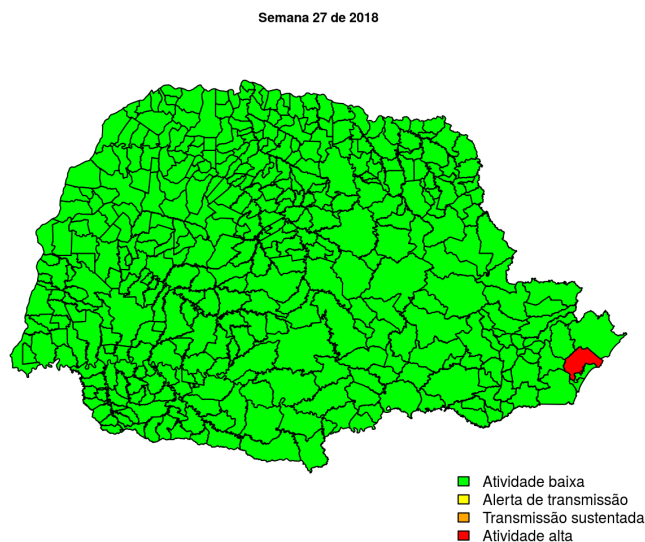 Semana 27 de 2018
Atividade baixa
Alerta de transmissão
Transmissão sustentada
Atividade alta